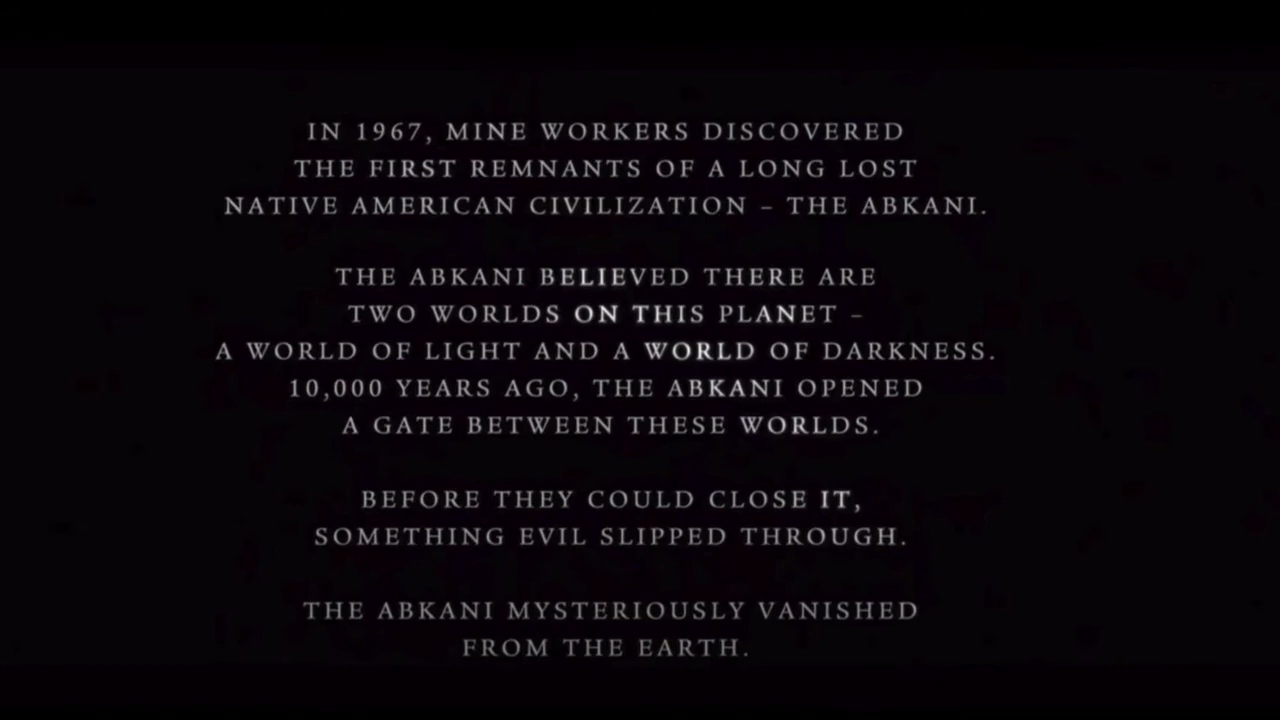 IN 1967, MINE WORKERS DISCOVERED
THE FIRST REMNANTS OF A LONG LOST
NATIVE AMERICAN CIVILIZATION – THE ABKANI.
THE ABKANI BELIEVED THERE ARE
TWO WORLDS ON THIS PLANET –
A WORLD OF LIGHT AND A WORLD OF DARKNESS.
10,000 YEARS AGO, THE ABKANI OPENED
A GATE BETWEEN THESE WORLDS.
BEFORE THEY COULD CLOSE IT,
SOMETHING EVIL SLIPPED THROUGH.
THE ABKANI MYSTERIOUSLY VANISHED
FROM THE EARTH.